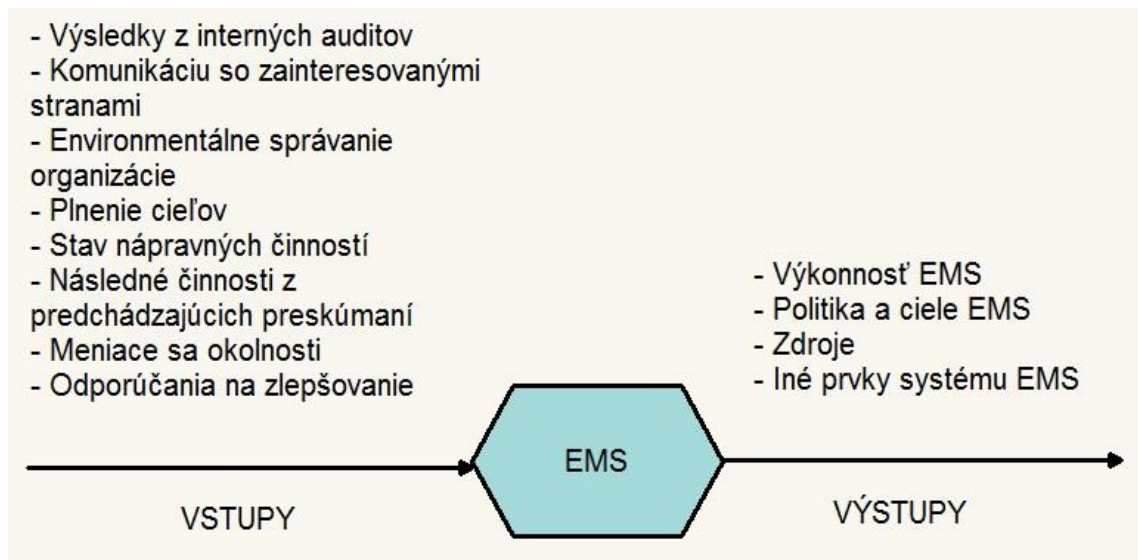 - Výsledky z interných auditov
- Komunikáciu so zainteresovanými
stranami
- Environmentálne správanie
organizácie
- Plnenie cieľov
- Stav nápravných činností
- Následné činnosti z
predchádzajúcich preskúmaní
- Meniace sa okolnosti
- Odporúčania na zlepšovanie
- Výkonnosť EMS
- Politika a ciele EMS
- Zdroje
- Iné prvky systému EMS
EMS
VSTUPY
VÝSTUPY